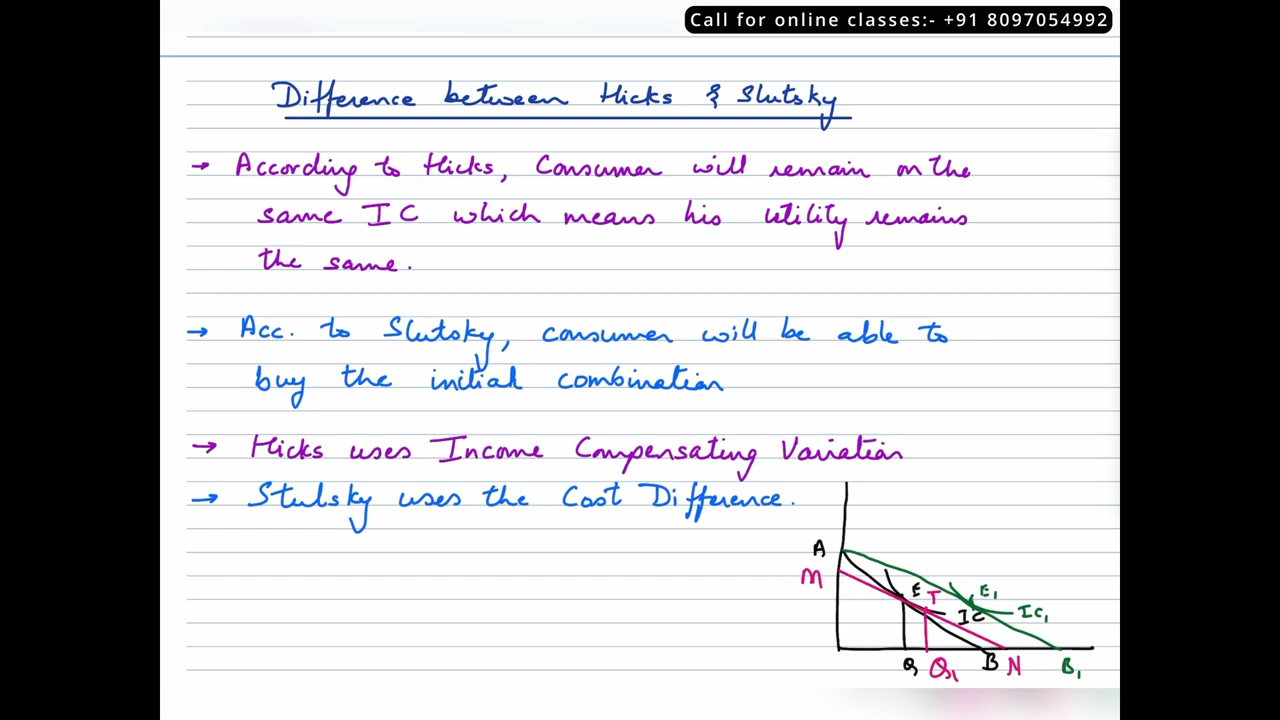 Call for online classes:- +91 8097054992
Difference between Hicks & Slutsky
→ According to Hicks, Consumer will remain on the
same IC which means his utility remains
the same.
→ Acc. to Slutsky, consumer will be able to
buy the initial combination
→ Hicks uses Income Compensating Variation
→ Stulsky uses the Cost Difference.
A
M
E T E1
IC IC1
Q Q1 B N B1